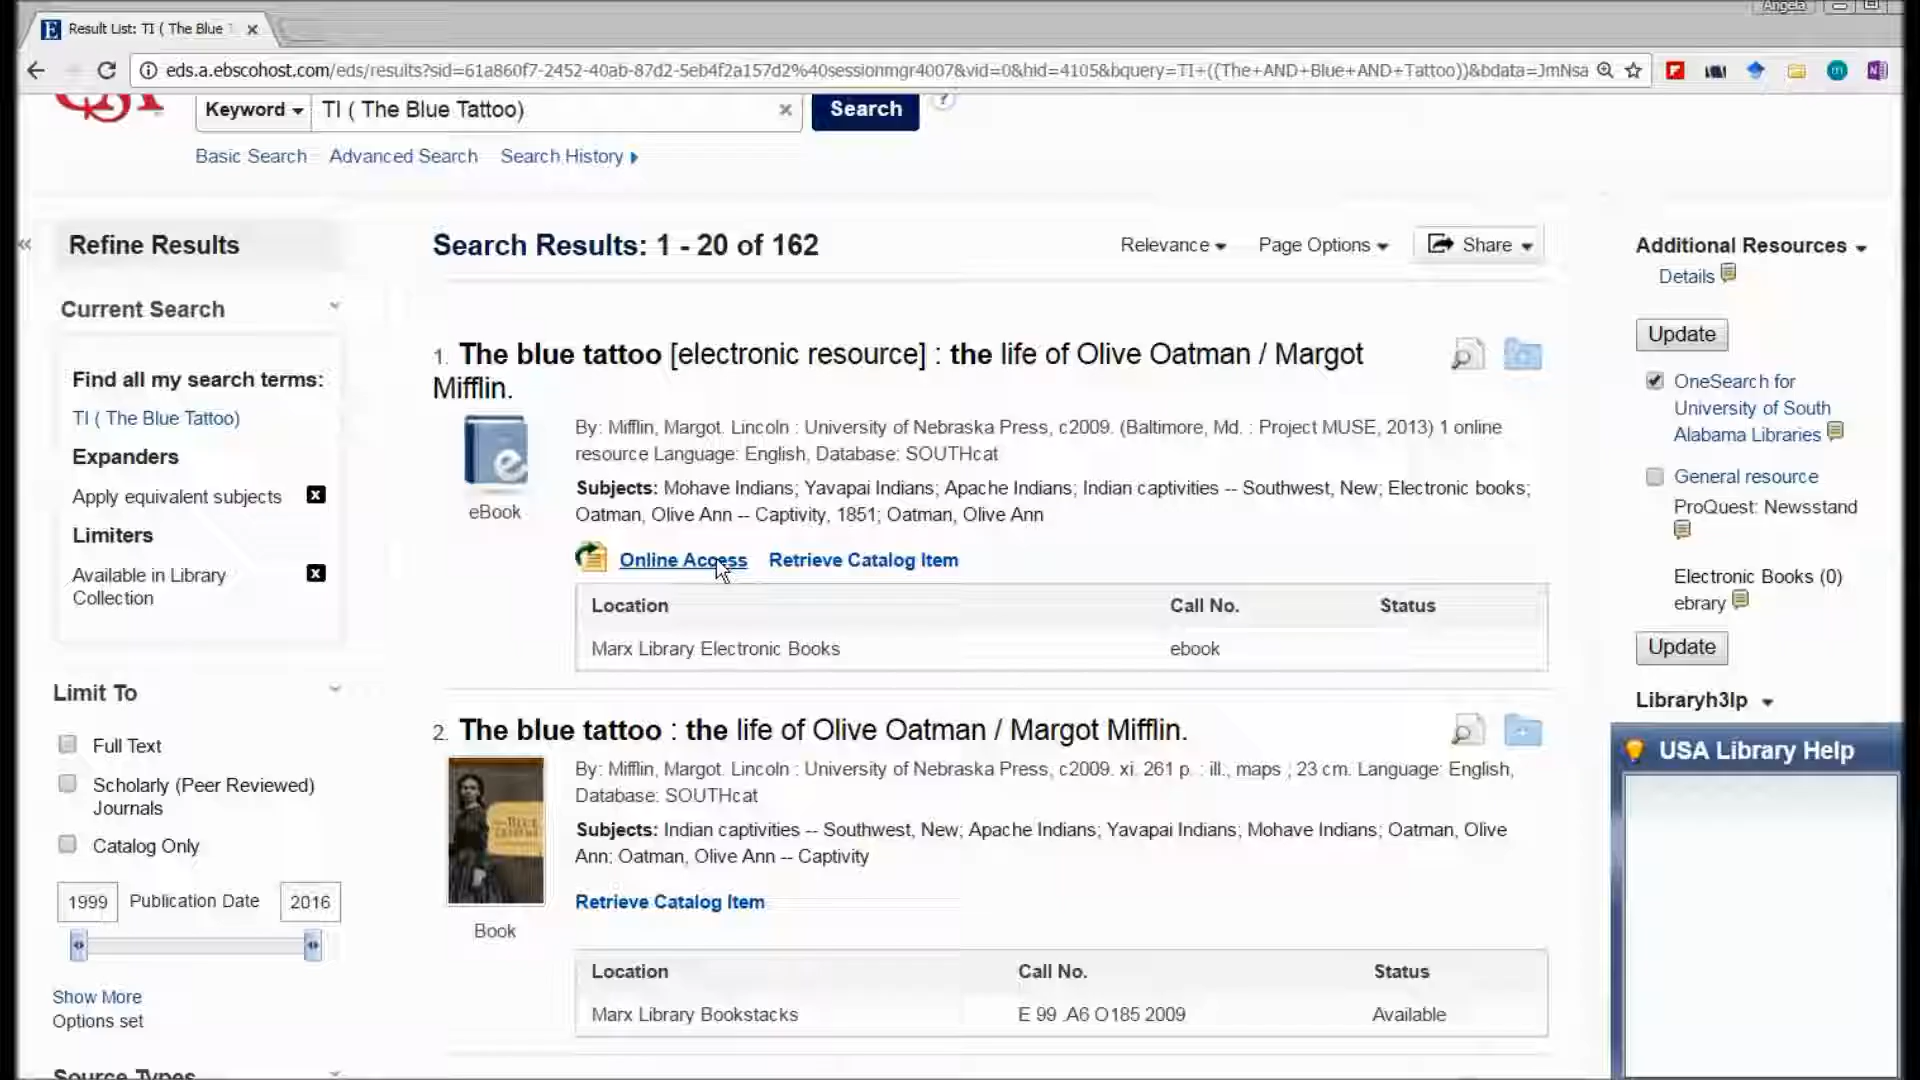 Angela
Result List: TI ( The Blue T
eds.a.ebscohost.com/eds/results?sid=61a860f7-2452-40ab-87d2-5eb4f2a157d2%40sessionmgr4007&vid=0&hid=4105&bquery=TI+((The+AND+Blue+AND+Tattoo))&bdata=JmNsa
Keyword TI ( The Blue Tattoo) Search
Basic Search Advanced Search Search History
Refine Results
Current Search
Find all my search terms:
TI ( The Blue Tattoo)
Expanders
Apply equivalent subjects
Limiters
Available in Library
Collection
Limit To
Full Text
Scholarly (Peer Reviewed)
Journals
Catalog Only
1999 Publication Date 2016
Show More
Options set
Source Types
Search Results: 1 - 20 of 162
Relevance Page Options Share
1. The blue tattoo [electronic resource] : the life of Olive Oatman / Margot
Mifflin.
eBook
By: Mifflin, Margot. Lincoln : University of Nebraska Press, c2009. (Baltimore, Md. : Project MUSE, 2013) 1 online
resource Language: English, Database: SOUTHcat
Subjects: Mohave Indians; Yavapai Indians; Apache Indians; Indian captivities -- Southwest, New; Electronic books;
Oatman, Olive Ann -- Captivity, 1851; Oatman, Olive Ann
Online Access Retrieve Catalog Item
Location Call No. Status
Marx Library Electronic Books ebook
2. The blue tattoo : the life of Olive Oatman / Margot Mifflin.
Book
By: Mifflin, Margot. Lincoln : University of Nebraska Press, c2009. xi. 261 p. : ill., maps ; 23 cm. Language: English,
Database: SOUTHcat
Subjects: Indian captivities -- Southwest, New; Apache Indians; Yavapai Indians; Mohave Indians; Oatman, Olive
Ann; Oatman, Olive Ann -- Captivity
Retrieve Catalog Item
Location Call No. Status
Marx Library Bookstacks E 99 .A6 O185 2009 Available
Additional Resources
Details
Update
OneSearch for
University of South
Alabama Libraries
General resource
ProQuest: Newsstand
Electronic Books (0)
ebrary
Update
Libraryh3lp
USA Library Help